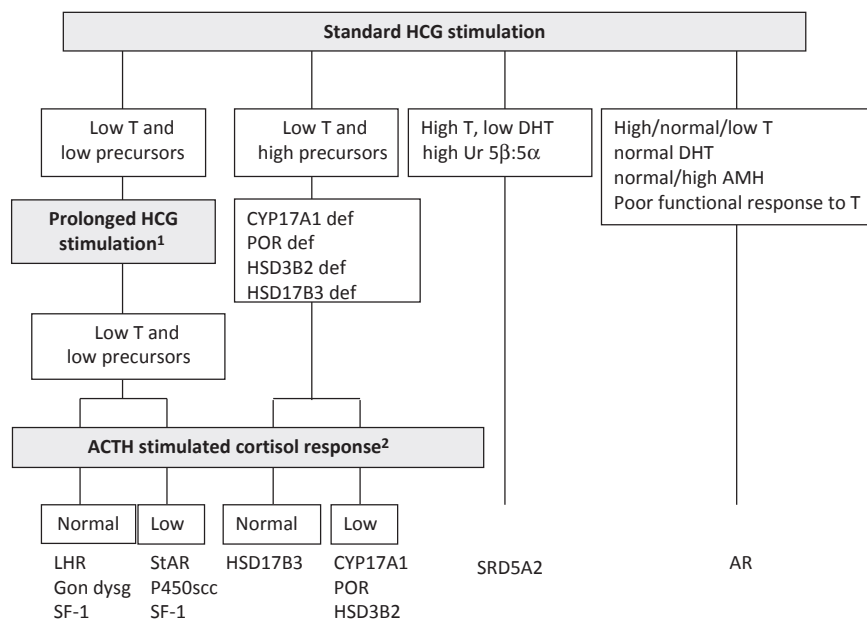 Standard HCG stimulation
Low T and
low precursors
Low T and
high precursors
High T, low DHT
high Ur 5β:5α
High/normal/low T
normal DHT
normal/high AMH
Poor functional response to T
Prolonged HCG
stimulation¹
CYP17A1 def
POR def
HSD3B2 def
HSD17B3 def
Low T and
low precursors
ACTH stimulated cortisol response²
Normal
Low
Normal
Low
LHR
Gon dysg
SF-1
StAR
P450scc
SF-1
HSD17B3
CYP17A1
POR
HSD3B2
SRD5A2
AR